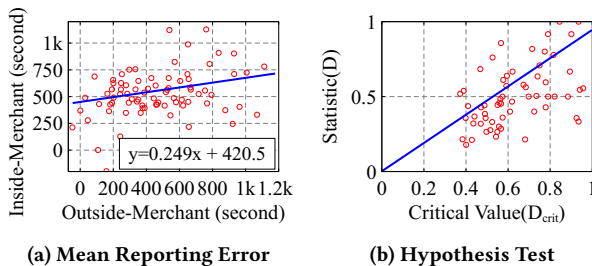 1k
750
500
250
0
Inside-Merchant (second)
y=0.249x + 420.5
0 200 400 600 800 1k 1.2k
Outside-Merchant (second)
(a) Mean Reporting Error
1
0.5
0
Statistic(D)
0 0.2 0.4 0.6 0.8 1
Critical Value(D_crit)
(b) Hypothesis Test